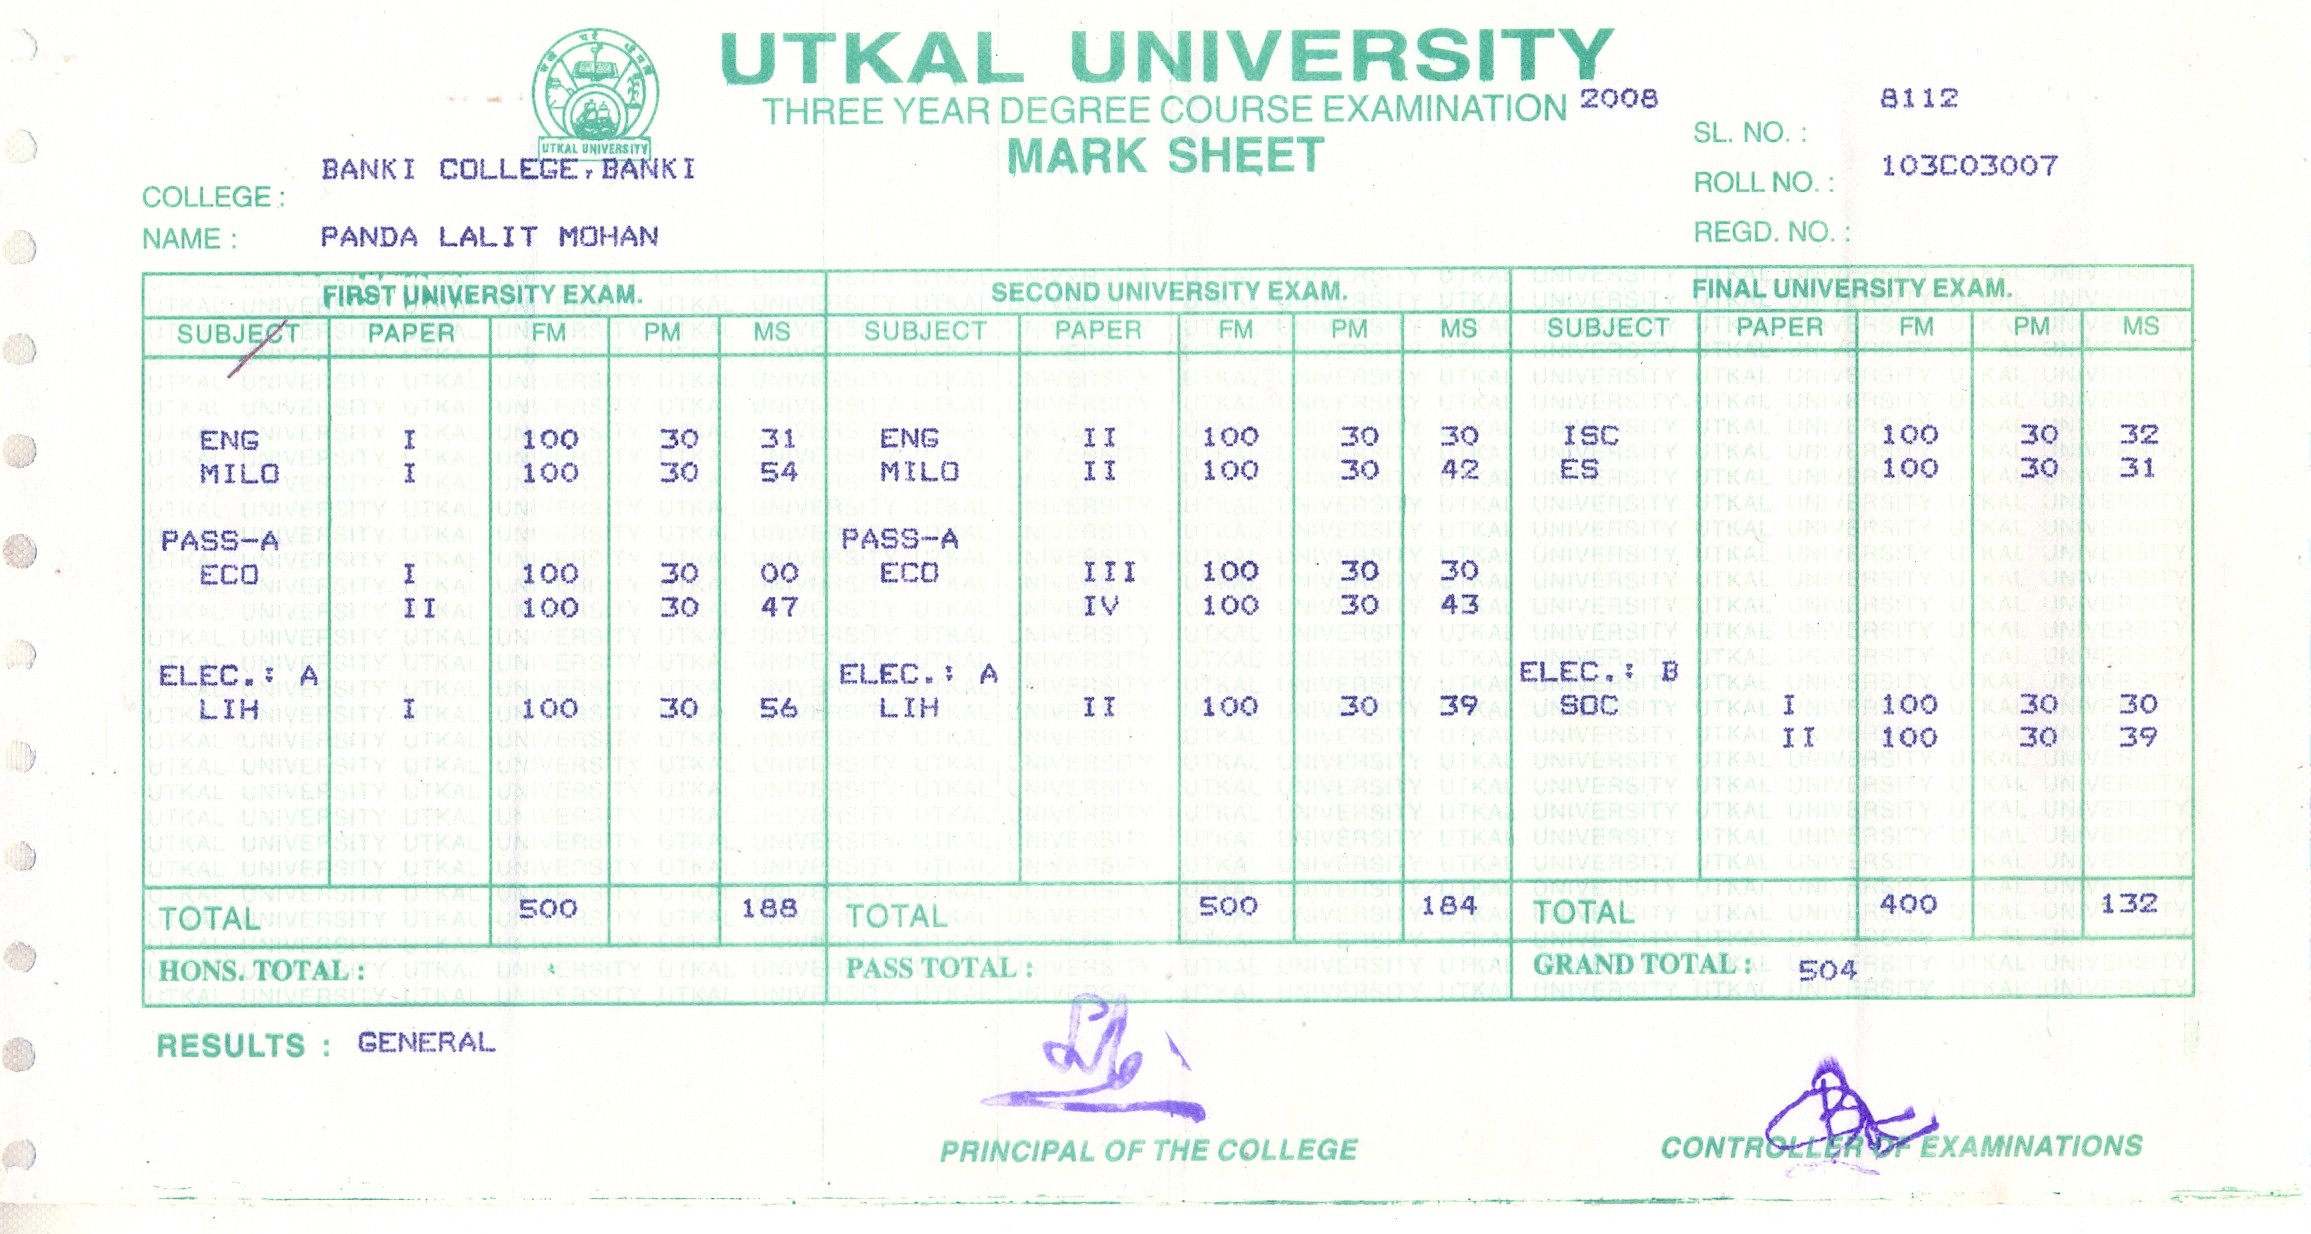 UTKAL UNIVERSITY
THREE YEAR DEGREE COURSE EXAMINATION 2008
MARK SHEET
UTKAL UNIVERSITY
SL. NO. : 8112
ROLL NO. : 103C03007
REGD. NO. :
COLLEGE : BANKI COLLEGE, BANKI
NAME : PANDA LALIT MOHAN
FIRST UNIVERSITY EXAM. SECOND UNIVERSITY EXAM. FINAL UNIVERSITY EXAM.
SUBJECT PAPER FM PM MS SUBJECT PAPER FM PM MS SUBJECT PAPER FM PM MS
ENG I 100 30 31 ENG II 100 30 30 ISC 100 30 32
MILO I 100 30 54 MILO II 100 30 42 ES 100 30 31
PASS-A PASS-A
ECO I 100 30 00 ECO III 100 30 30
II 100 30 47 IV 100 30 43
ELEC.: A ELEC.: A ELEC.: B
LIH I 100 30 56 LIH II 100 30 39 SOC I 100 30 30
II 100 30 39
TOTAL 500 188 TOTAL 500 184 TOTAL 400 132
HONS. TOTAL : PASS TOTAL : GRAND TOTAL : 504
RESULTS : GENERAL
PRINCIPAL OF THE COLLEGE CONTROLLER OF EXAMINATIONS